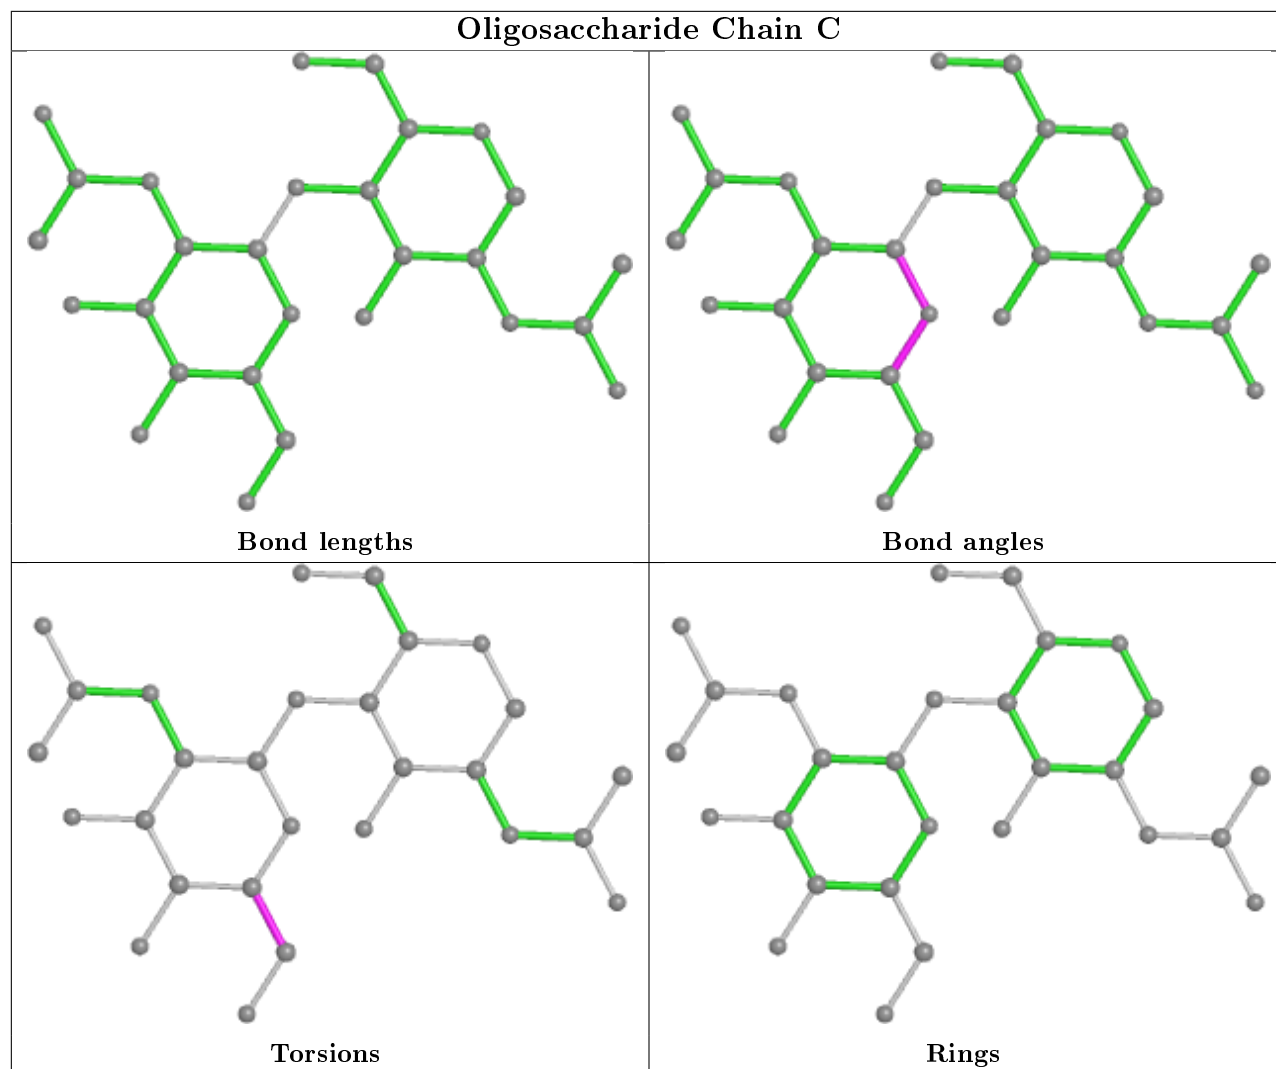 Oligosaccharide Chain C
Bond lengths
Bond angles
Torsions
Rings